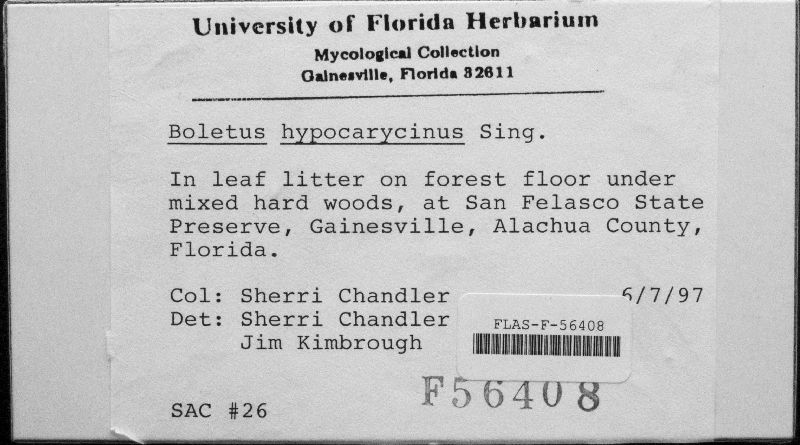 University of Florida Herbarium
Mycological Collection
Gainesville, Florida 32611
Boletus hypocarycinus Sing.
In leaf litter on forest floor under
mixed hard woods, at San Felasco State
Preserve, Gainesville, Alachua County,
Florida.
Col: Sherri Chandler 6/7/97
Det: Sherri Chandler
Jim Kimbrough
FLAS-F-56408
F56408
SAC #26